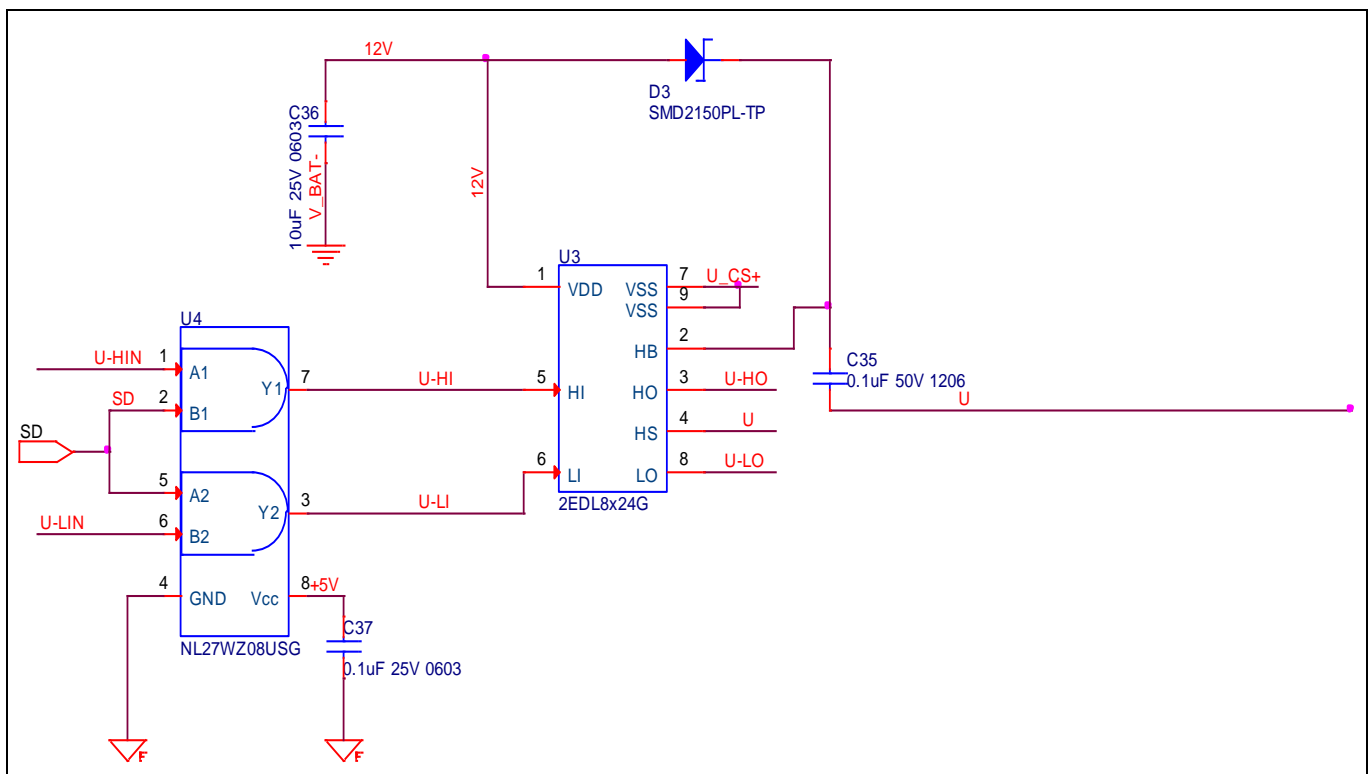 12V
D3
SMD2150PL-TP
C36
10uF 25V 0603
V_BAT-
12V
U3
1
VDD
VSS
7
U_CS+
VSS
9
HB
2
U4
U-HIN
1
A1
Y1
7
U-HI
5
HI
HO
3
U-HO
C35
0.1uF 50V 1206
U
SD
2
B1
HS
4
U
SD
6
LI
LO
8
U-LO
5
A2
Y2
3
U-LI
2EDL8x24G
U-LIN
6
B2
4
GND
Vcc
8
+5V
C37
NL27WZ08USG
0.1uF 25V 0603
F
F